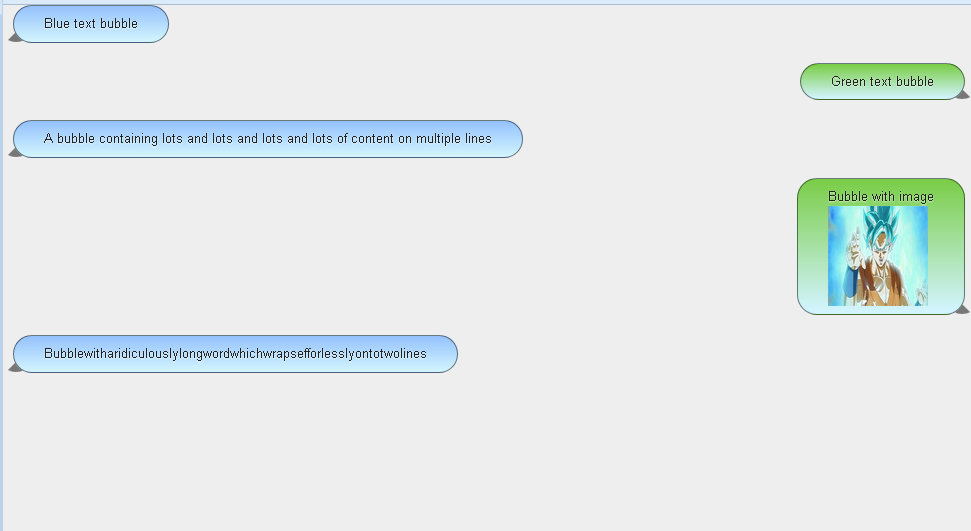 Blue text bubble
Green text bubble
A bubble containing lots and lots and lots and lots of content on multiple lines
Bubble with image
Bubblewitharidiculouslylongwordwhichwrapsefforlesslyontotwolines